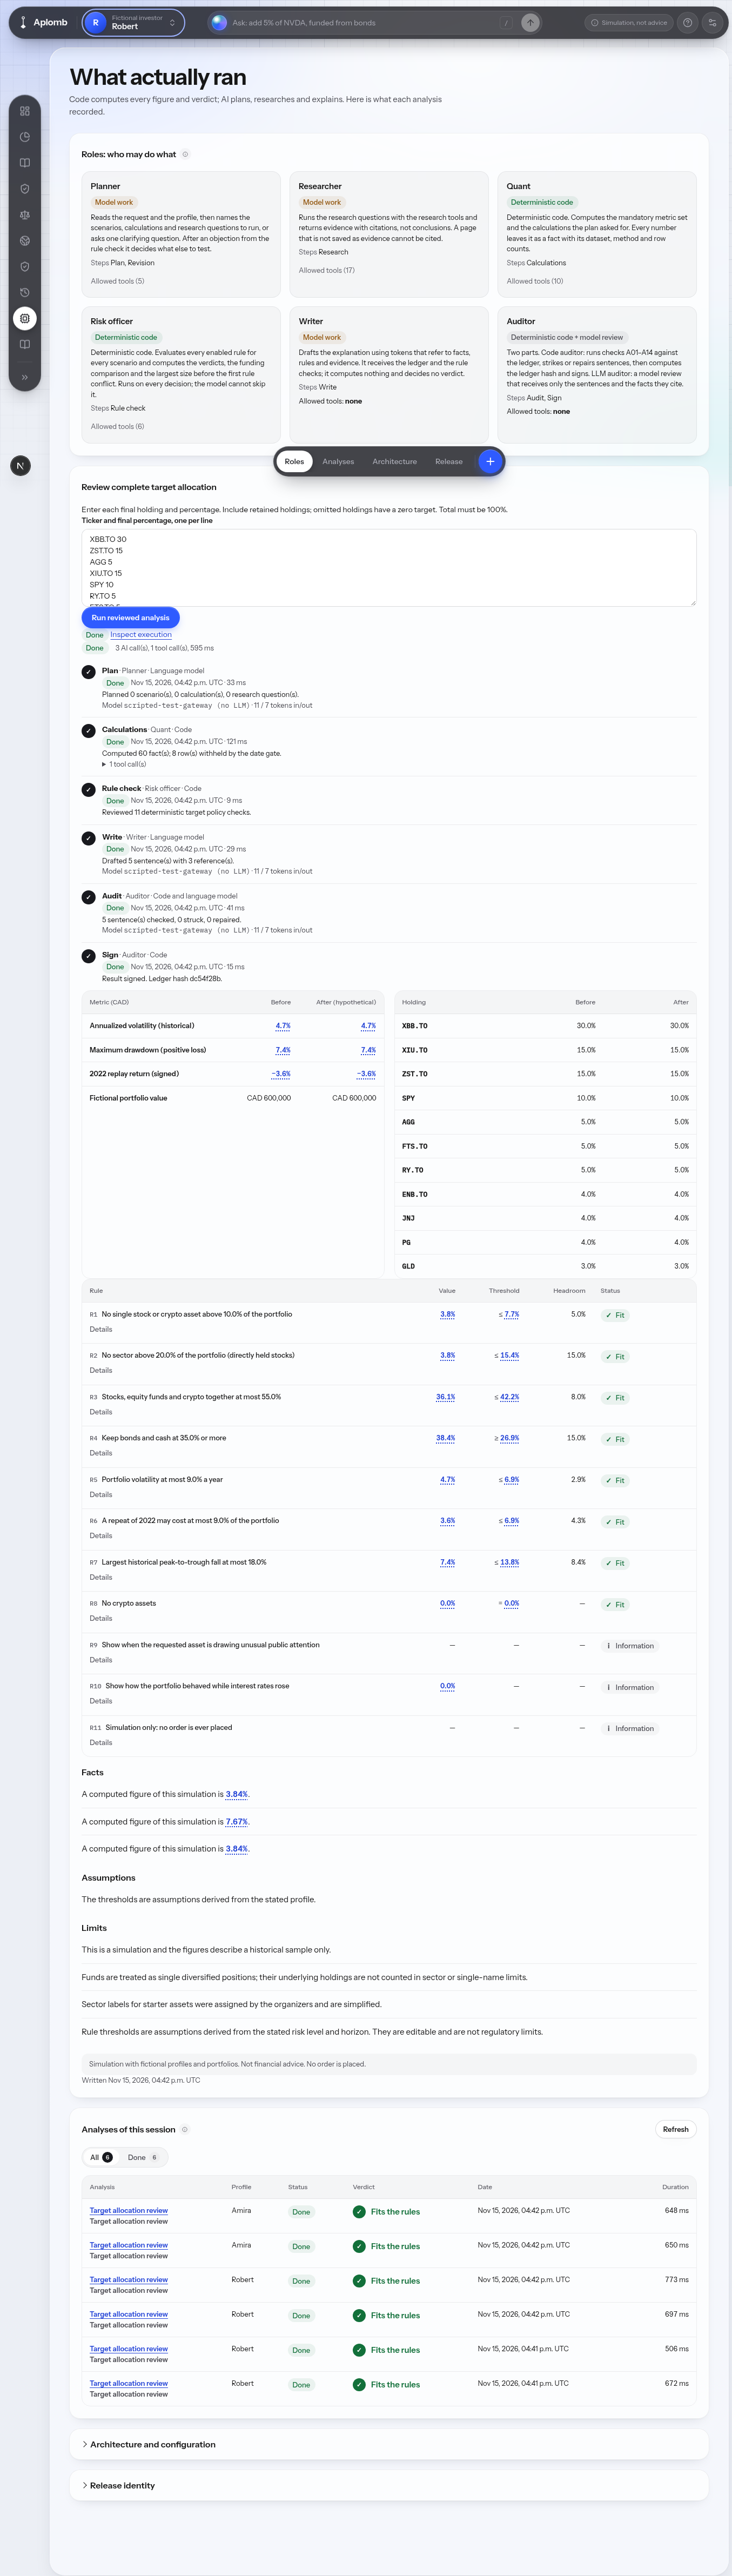 Aplomb
R
Fictional investor
Robert
Ask: add 5% of NVDA, funded from bonds
/
Simulation, not advice
What actually ran
Code computes every figure and verdict; AI plans, researches and explains. Here is what each analysis
recorded.
Roles: who may do what
Planner
Model work
Reads the request and the profile, then names the
scenarios, calculations and research questions to run, or
asks one clarifying question. After an objection from the
rule check it decides what else to test.
Steps Plan, Revision
Allowed tools (5)
Researcher
Model work
Runs the research questions with the research tools and
returns evidence with citations, not conclusions. A page
that is not saved as evidence cannot be cited.
Steps Research
Allowed tools (17)
Quant
Deterministic code
Deterministic code. Computes the mandatory metric set
and the calculations the plan asked for. Every number
leaves it as a fact with its dataset, method and row
counts.
Steps Calculations
Allowed tools (10)
Risk officer
Deterministic code
Deterministic code. Evaluates every enabled rule for
every scenario and computes the verdicts, the funding
comparison and the largest size before the first rule
conflict. Runs on every decision; the model cannot skip
it.
Steps Rule check
Allowed tools (6)
Writer
Model work
Drafts the explanation using tokens that refer to facts,
rules and evidence. It receives the ledger and the rule
checks; it computes nothing and decides no verdict.
Steps Write
Allowed tools: none
Auditor
Deterministic code + model review
Two parts. Code auditor: runs checks A01–A14 against
the ledger, strikes or repairs sentences, then computes
the ledger hash and signs. LLM auditor: a model review
that receives only the sentences and the facts they cite.
Steps Audit, Sign
Allowed tools: none
Roles
Analyses
Architecture
Release
N
Review complete target allocation
Enter each final holding and percentage. Include retained holdings; omitted holdings have a zero target. Total must be 100%.
Ticker and final percentage, one per line
XBB.TO 30
ZST.TO 15
AGG 5
XIU.TO 15
SPY 10
RY.TO 5
Run reviewed analysis
Done Inspect execution
Done 3 AI call(s), 1 tool call(s), 595 ms
Plan · Planner · Language model
Done Nov 15, 2026, 04:42 p.m. UTC · 33 ms
Planned 0 scenario(s), 0 calculation(s), 0 research question(s).
Model scripted-test-gateway (no LLM) · 11 / 7 tokens in/out
Calculations · Quant · Code
Done Nov 15, 2026, 04:42 p.m. UTC · 121 ms
Computed 60 fact(s); 8 row(s) withheld by the date gate.
1 tool call(s)
Rule check · Risk officer · Code
Done Nov 15, 2026, 04:42 p.m. UTC · 9 ms
Reviewed 11 deterministic target policy checks.
Write · Writer · Language model
Done Nov 15, 2026, 04:42 p.m. UTC · 29 ms
Drafted 5 sentence(s) with 3 reference(s).
Model scripted-test-gateway (no LLM) · 11 / 7 tokens in/out
Audit · Auditor · Code and language model
Done Nov 15, 2026, 04:42 p.m. UTC · 41 ms
5 sentence(s) checked, 0 struck, 0 repaired.
Model scripted-test-gateway (no LLM) · 11 / 7 tokens in/out
Sign · Auditor · Code
Done Nov 15, 2026, 04:42 p.m. UTC · 15 ms
Result signed. Ledger hash dc54f28b.
Metric (CAD) Before After (hypothetical)
Annualized volatility (historical) 4.7% 4.7%
Maximum drawdown (positive loss) 7.4% 7.4%
2022 replay return (signed) −3.6% −3.6%
Fictional portfolio value CAD 600,000 CAD 600,000
Holding Before After
XBB.TO 30.0% 30.0%
XIU.TO 15.0% 15.0%
ZST.TO 15.0% 15.0%
SPY 10.0% 10.0%
AGG 5.0% 5.0%
FTS.TO 5.0% 5.0%
RY.TO 5.0% 5.0%
ENB.TO 4.0% 4.0%
JNJ 4.0% 4.0%
PG 4.0% 4.0%
GLD 3.0% 3.0%
Rule Value Threshold Headroom Status
R1 No single stock or crypto asset above 10.0% of the portfolio 3.8% ≤ 7.7% 5.0% Fit
Details
R2 No sector above 20.0% of the portfolio (directly held stocks) 3.8% ≤ 15.4% 15.0% Fit
Details
R3 Stocks, equity funds and crypto together at most 55.0% 36.1% ≤ 42.2% 8.0% Fit
Details
R4 Keep bonds and cash at 35.0% or more 38.4% ≥ 26.9% 15.0% Fit
Details
R5 Portfolio volatility at most 9.0% a year 4.7% ≤ 6.9% 2.9% Fit
Details
R6 A repeat of 2022 may cost at most 9.0% of the portfolio 3.6% ≤ 6.9% 4.3% Fit
Details
R7 Largest historical peak-to-trough fall at most 18.0% 7.4% ≤ 13.8% 8.4% Fit
Details
R8 No crypto assets 0.0% = 0.0% — Fit
Details
R9 Show when the requested asset is drawing unusual public attention — — — Information
Details
R10 Show how the portfolio behaved while interest rates rose 0.0% — — Information
Details
R11 Simulation only: no order is ever placed — — — Information
Details
Facts
A computed figure of this simulation is 3.84%.
A computed figure of this simulation is 7.67%.
A computed figure of this simulation is 3.84%.
Assumptions
The thresholds are assumptions derived from the stated profile.
Limits
This is a simulation and the figures describe a historical sample only.
Funds are treated as single diversified positions; their underlying holdings are not counted in sector or single-name limits.
Sector labels for starter assets were assigned by the organizers and are simplified.
Rule thresholds are assumptions derived from the stated risk level and horizon. They are editable and are not regulatory limits.
Simulation with fictional profiles and portfolios. Not financial advice. No order is placed.
Written Nov 15, 2026, 04:42 p.m. UTC
Analyses of this session
Refresh
All 6 Done 6
Analysis Profile Status Verdict Date Duration
Target allocation review Amira Done Fits the rules Nov 15, 2026, 04:42 p.m. UTC 648 ms
Target allocation review
Target allocation review Amira Done Fits the rules Nov 15, 2026, 04:42 p.m. UTC 650 ms
Target allocation review
Target allocation review Robert Done Fits the rules Nov 15, 2026, 04:42 p.m. UTC 773 ms
Target allocation review
Target allocation review Robert Done Fits the rules Nov 15, 2026, 04:42 p.m. UTC 697 ms
Target allocation review
Target allocation review Robert Done Fits the rules Nov 15, 2026, 04:41 p.m. UTC 506 ms
Target allocation review
Target allocation review Robert Done Fits the rules Nov 15, 2026, 04:41 p.m. UTC 672 ms
Target allocation review
Architecture and configuration
Release identity